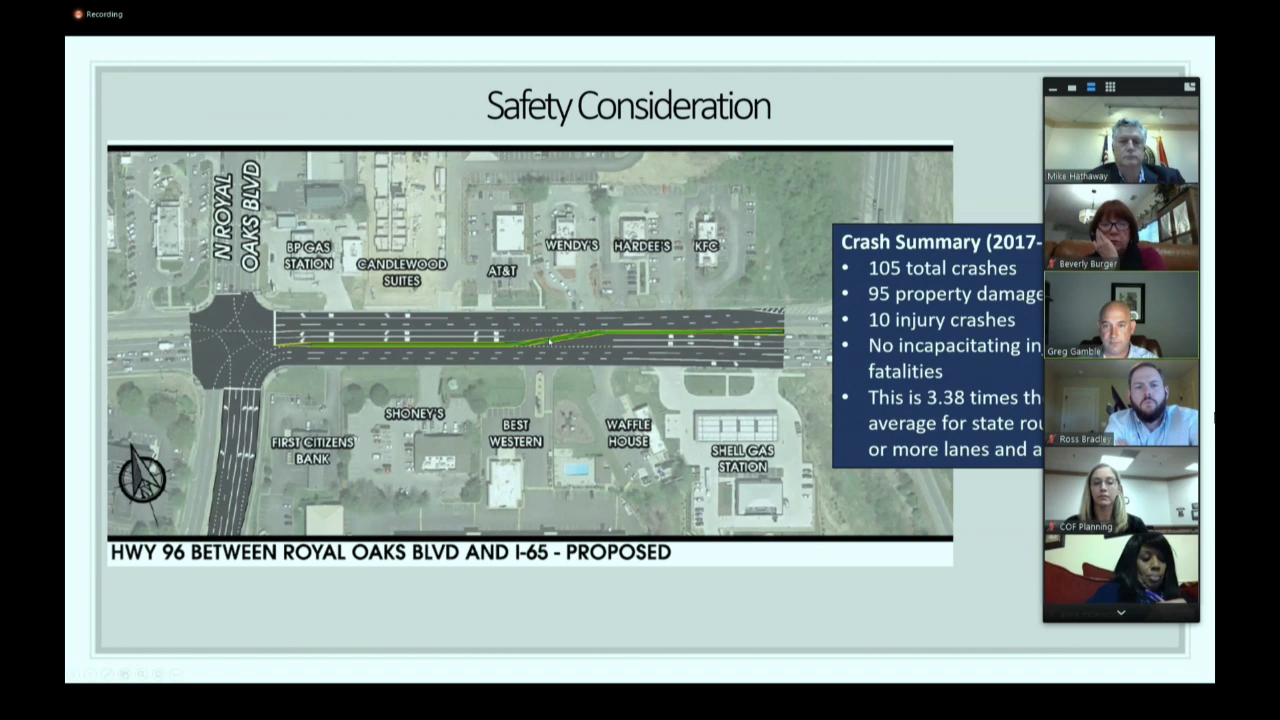 Recording
Safety Consideration
N ROYAL
OAKS BLVD
BP GAS
STATION
CANDLEWOOD
SUITES
AT&T
WENDY'S
HARDEE'S
KFC
SHONEY'S
FIRST CITIZENS
BANK
BEST
WESTERN
WAFFLE
HOUSE
SHELL GAS
STATION
HWY 96 BETWEEN ROYAL OAKS BLVD AND I-65 - PROPOSED
Crash Summary (2017-
• 105 total crashes
• 95 property damage
• 10 injury crashes
• No incapacitating in
fatalities
• This is 3.38 times th
average for state rou
or more lanes and a
Mike Hathaway
Beverly Burger
Greg Gamble
Ross Bradley
COF Planning